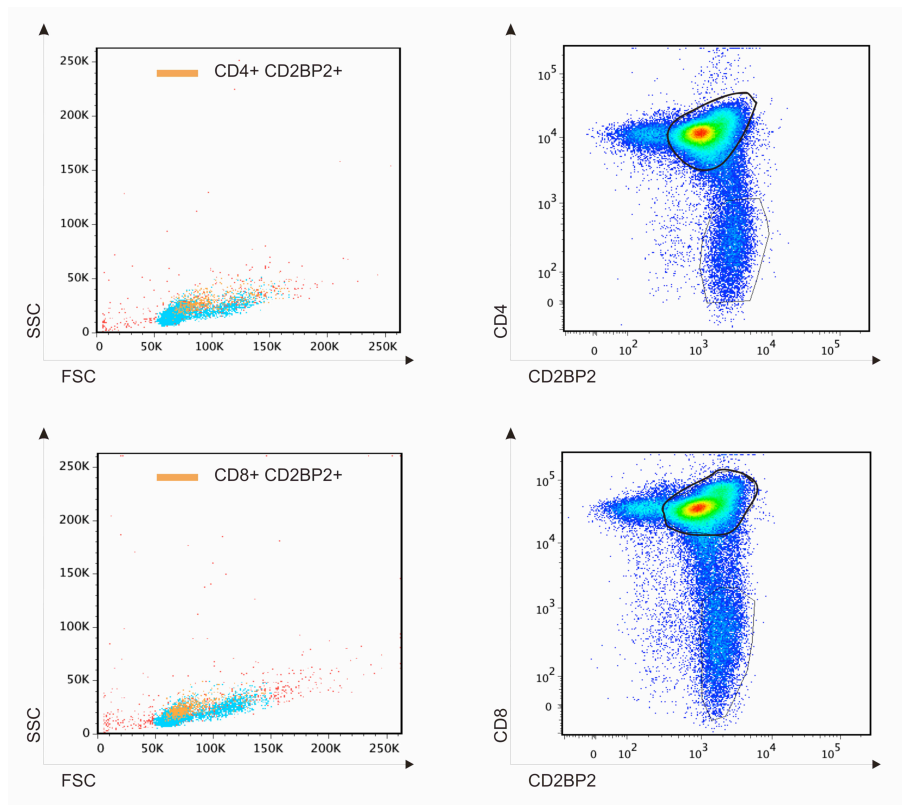 CD4+ CD2BP2+
250K
200K
150K
100K
50K
0
SSC
0 50K 100K 150K 200K 250K
FSC
10^5
10^4
10^3
10^2
0
CD4
0 10^2 10^3 10^4 10^5
CD2BP2
CD8+ CD2BP2+
250K
200K
150K
100K
50K
0
SSC
0 50K 100K 150K 200K 250K
FSC
10^5
10^4
10^3
10^2
0
CD8
0 10^2 10^3 10^4 10^5
CD2BP2